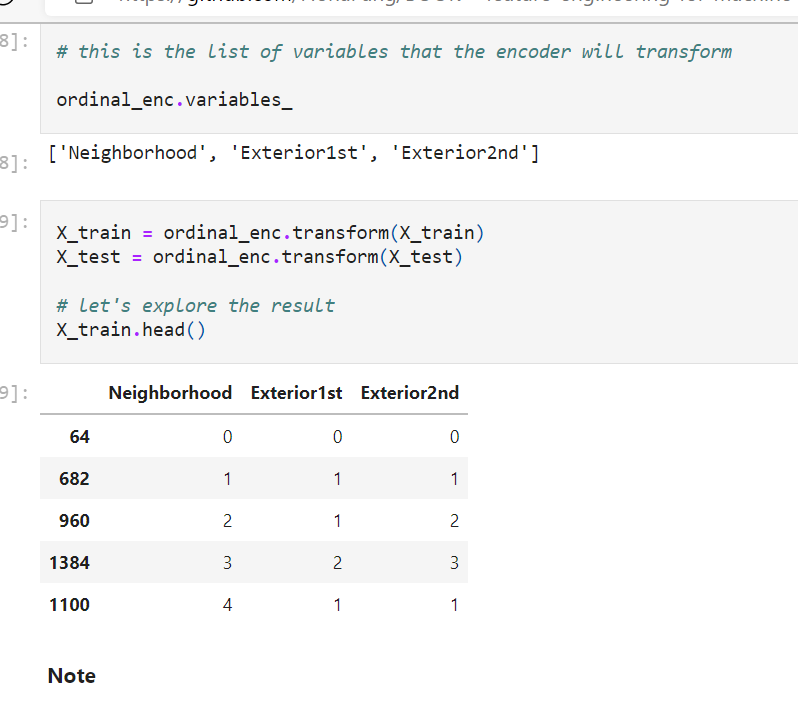 8]:
# this is the list of variables that the encoder will transform
ordinal_enc.variables_
8]:
['Neighborhood', 'Exterior1st', 'Exterior2nd']
9]:
X_train = ordinal_enc.transform(X_train)
X_test = ordinal_enc.transform(X_test)
# let's explore the result
X_train.head()
9]:
Neighborhood Exterior1st Exterior2nd
64 0 0 0
682 1 1 1
960 2 1 2
1384 3 2 3
1100 4 1 1
Note